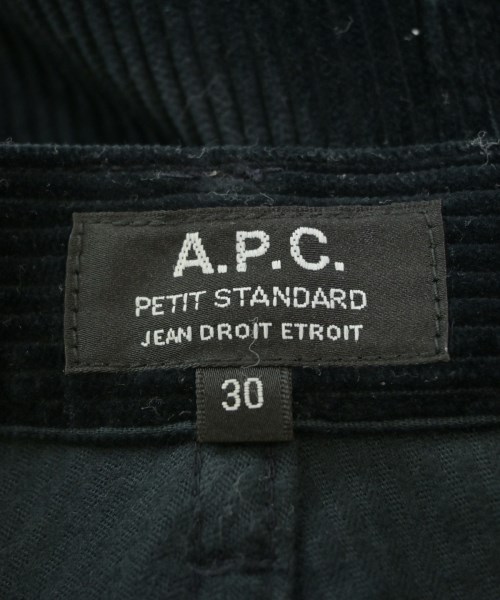 A.P.C.
PETIT STANDARD
JEAN DROIT ETROIT
30